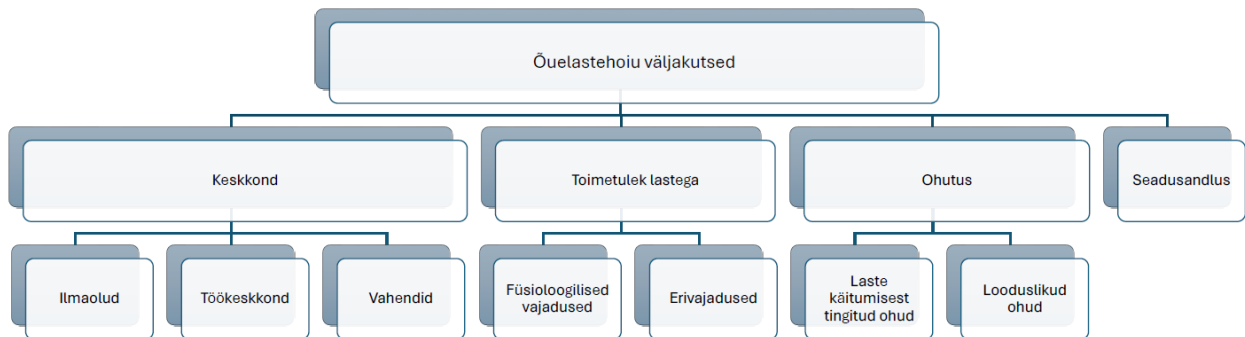 Õuelastehoiu väljakutsed
Keskkond
Toimetulek lastega
Ohutus
Seadusandlus
Ilmaolud
Töökeskkond
Vahendid
Füsioloogilised
vajadused
Erivajadused
Laste
käitumisest
tingitud ohud
Looduslikud
ohud